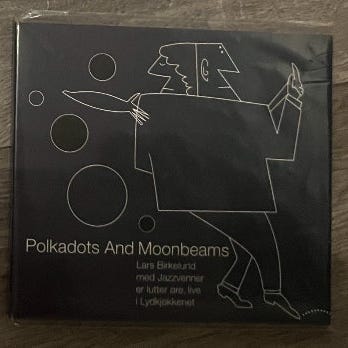 Polkadots And Moonbeams
Lars Birkelund
med Jazzvenner
er lutter øre, live
i Lydkjøkkenet